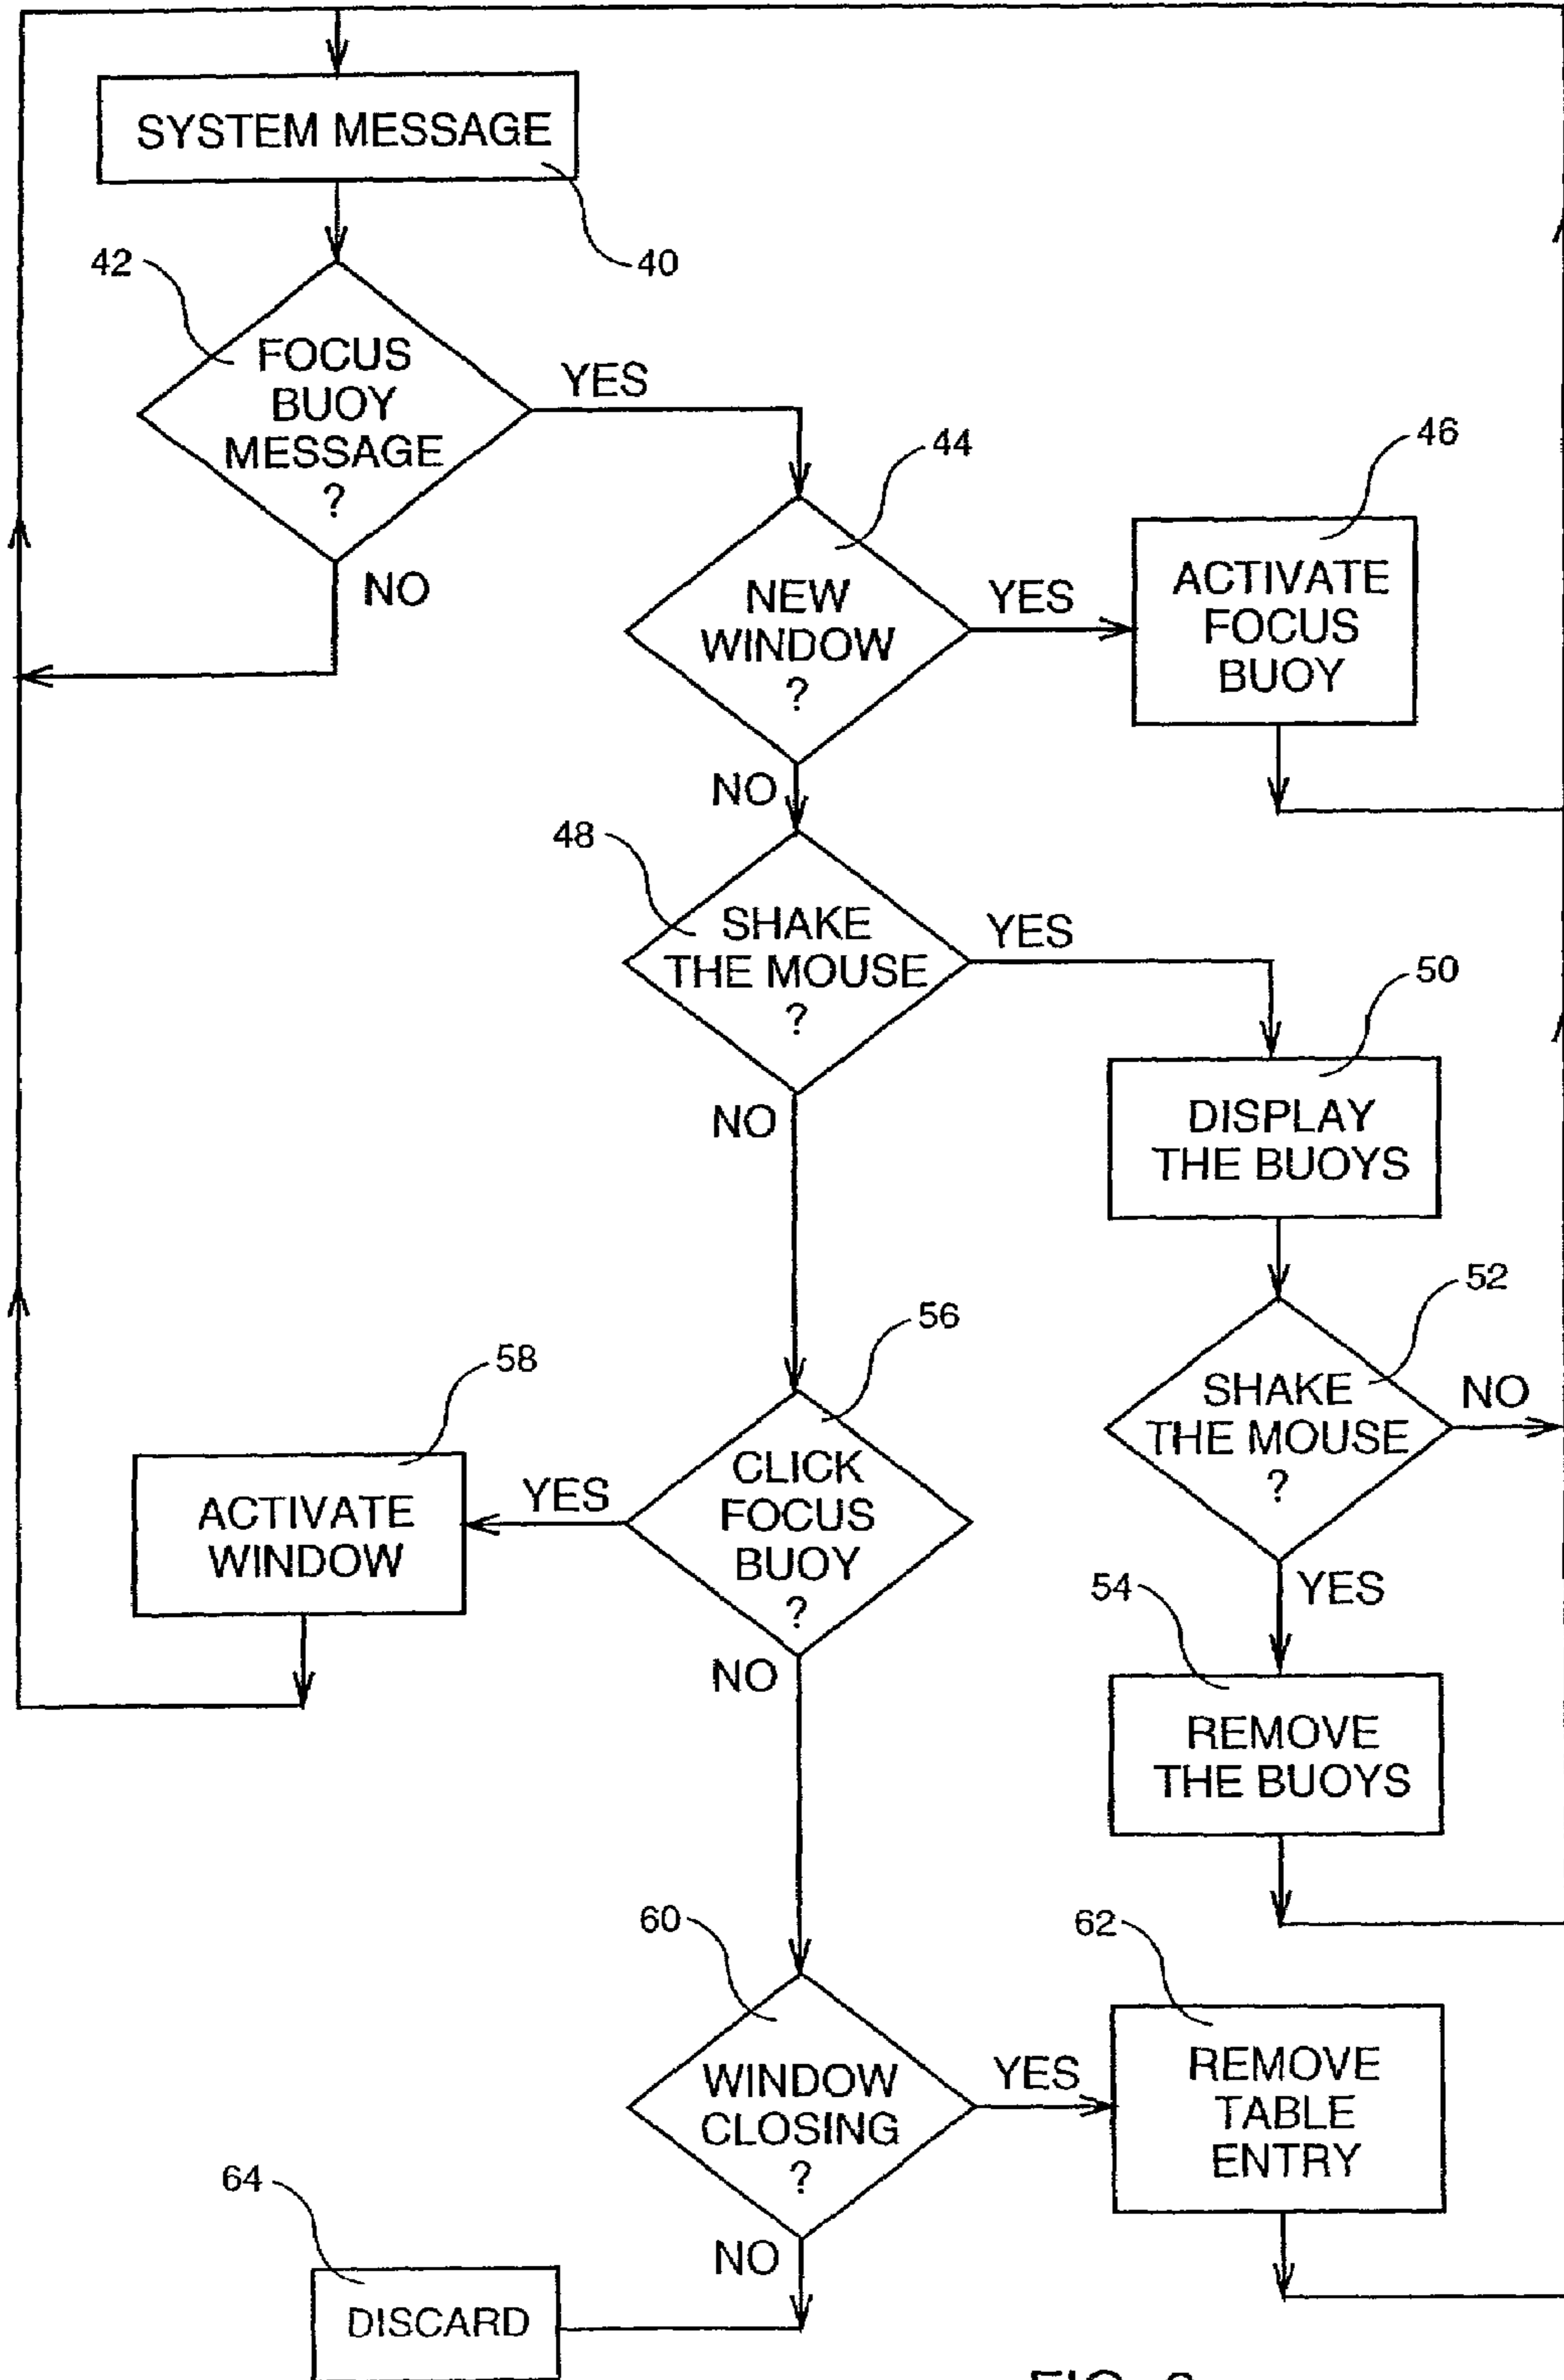 SYSTEM MESSAGE
40
42
FOCUS
BUOY
MESSAGE
?
YES
NO
44
NEW
WINDOW
?
YES
NO
46
ACTIVATE
FOCUS
BUOY
48
SHAKE
THE MOUSE
?
YES
NO
50
DISPLAY
THE BUOYS
52
SHAKE
THE MOUSE
?
NO
YES
54
REMOVE
THE BUOYS
56
CLICK
FOCUS
BUOY
?
YES
NO
58
ACTIVATE
WINDOW
60
WINDOW
CLOSING
?
YES
NO
62
REMOVE
TABLE
ENTRY
64
DISCARD